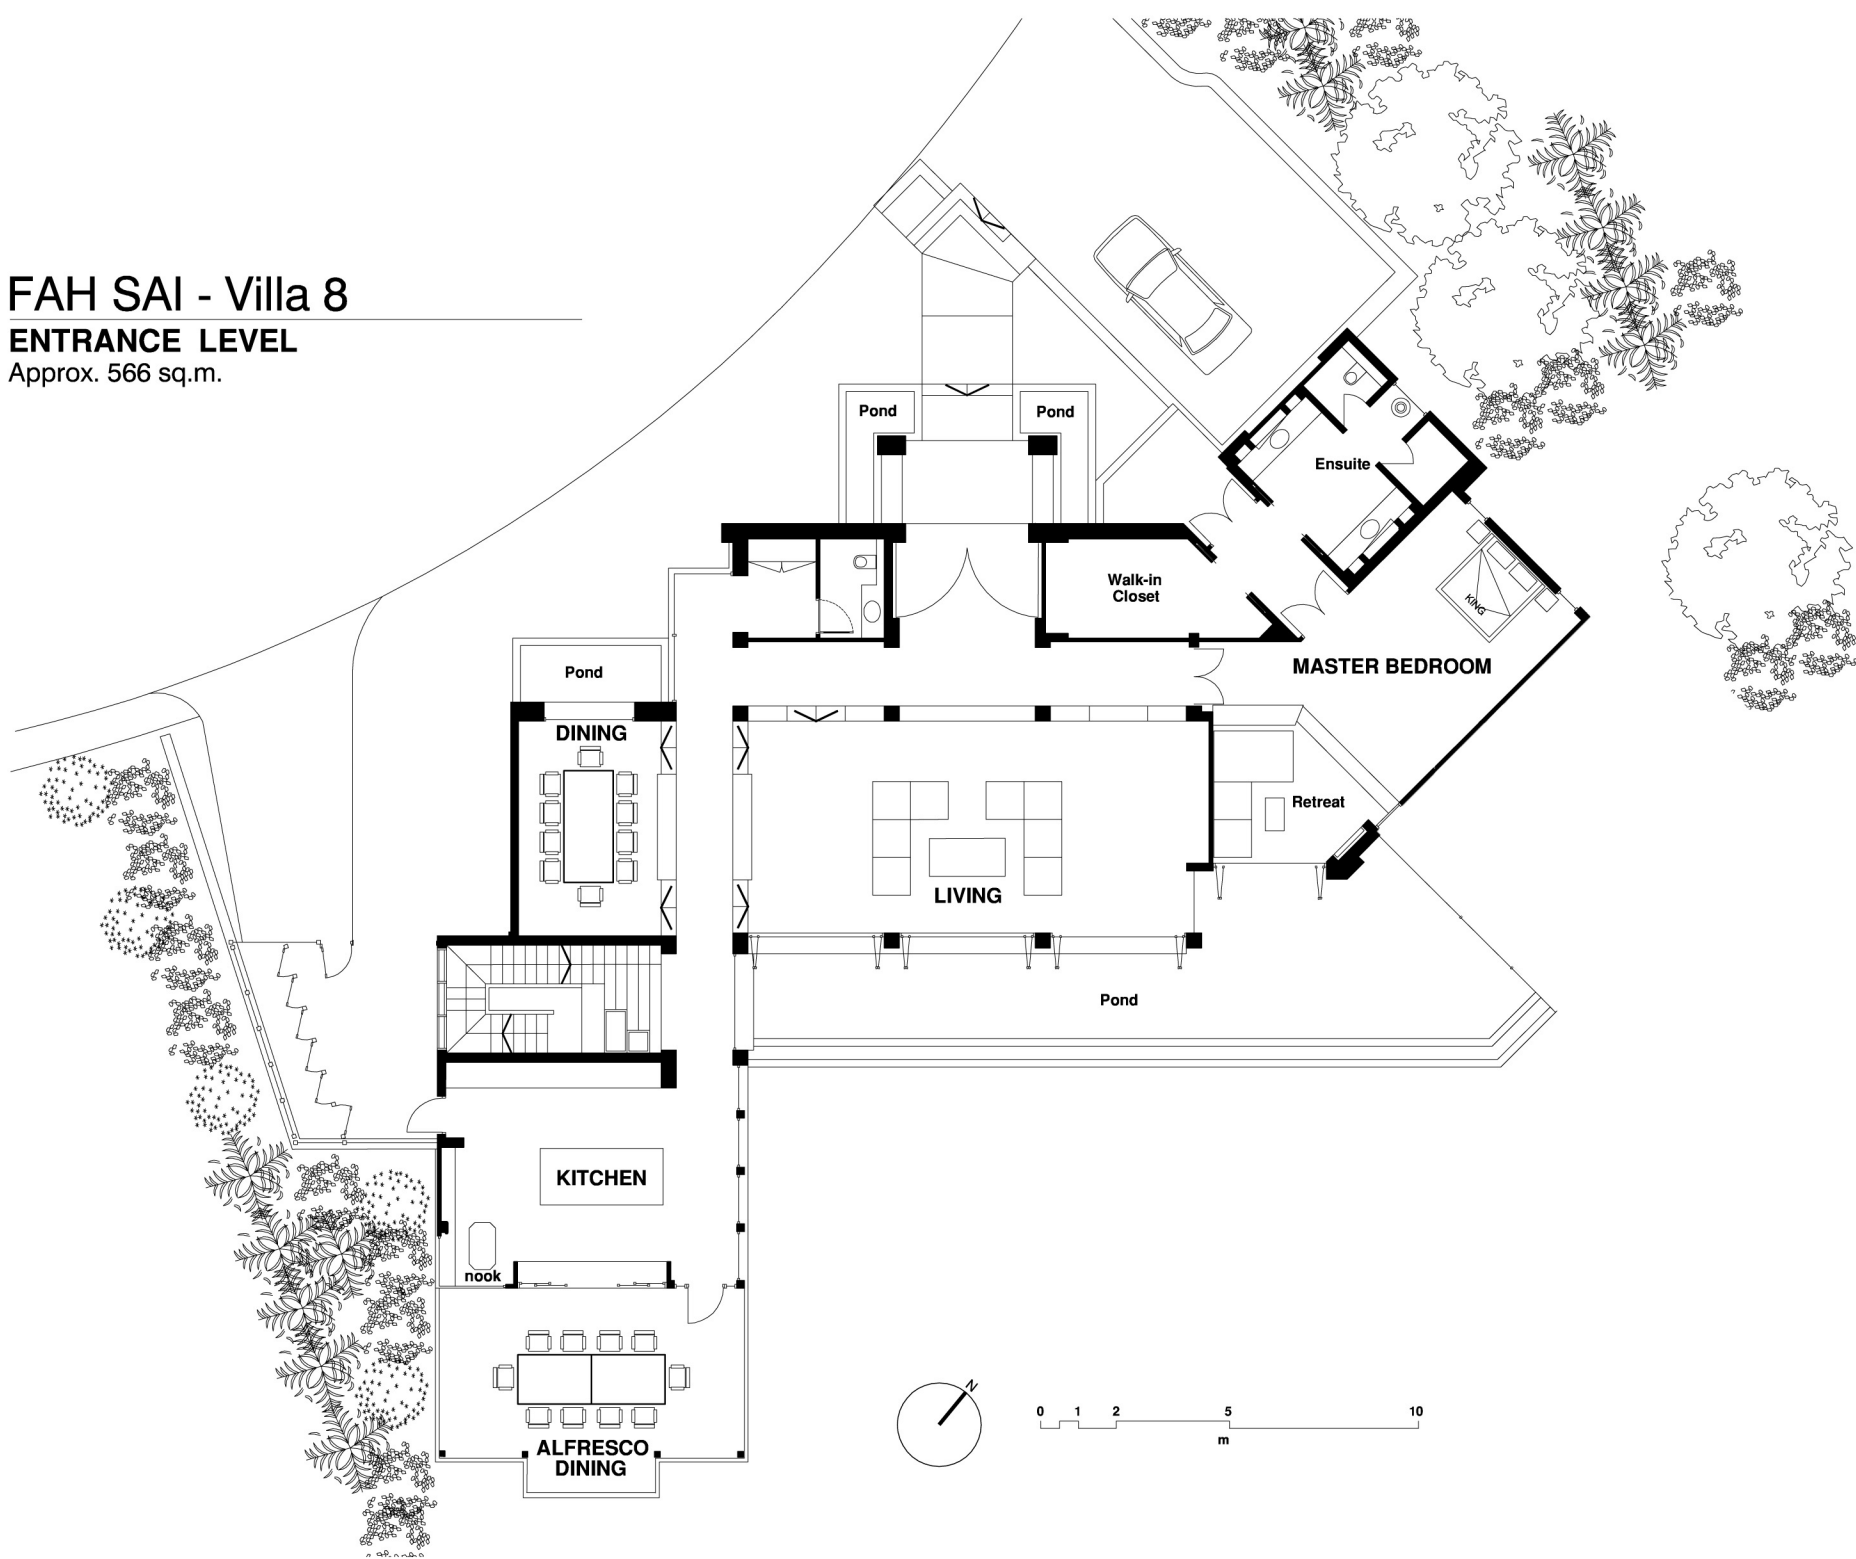 FAH SAI - Villa 8
ENTRANCE LEVEL
Approx. 566 sq.m.
Pond
Pond
Ensuite
Walk-in
Closet
KING
MASTER BEDROOM
Pond
DINING
Retreat
LIVING
Pond
KITCHEN
nook
ALFRESCO
DINING
N
0 1 2 5 10
m